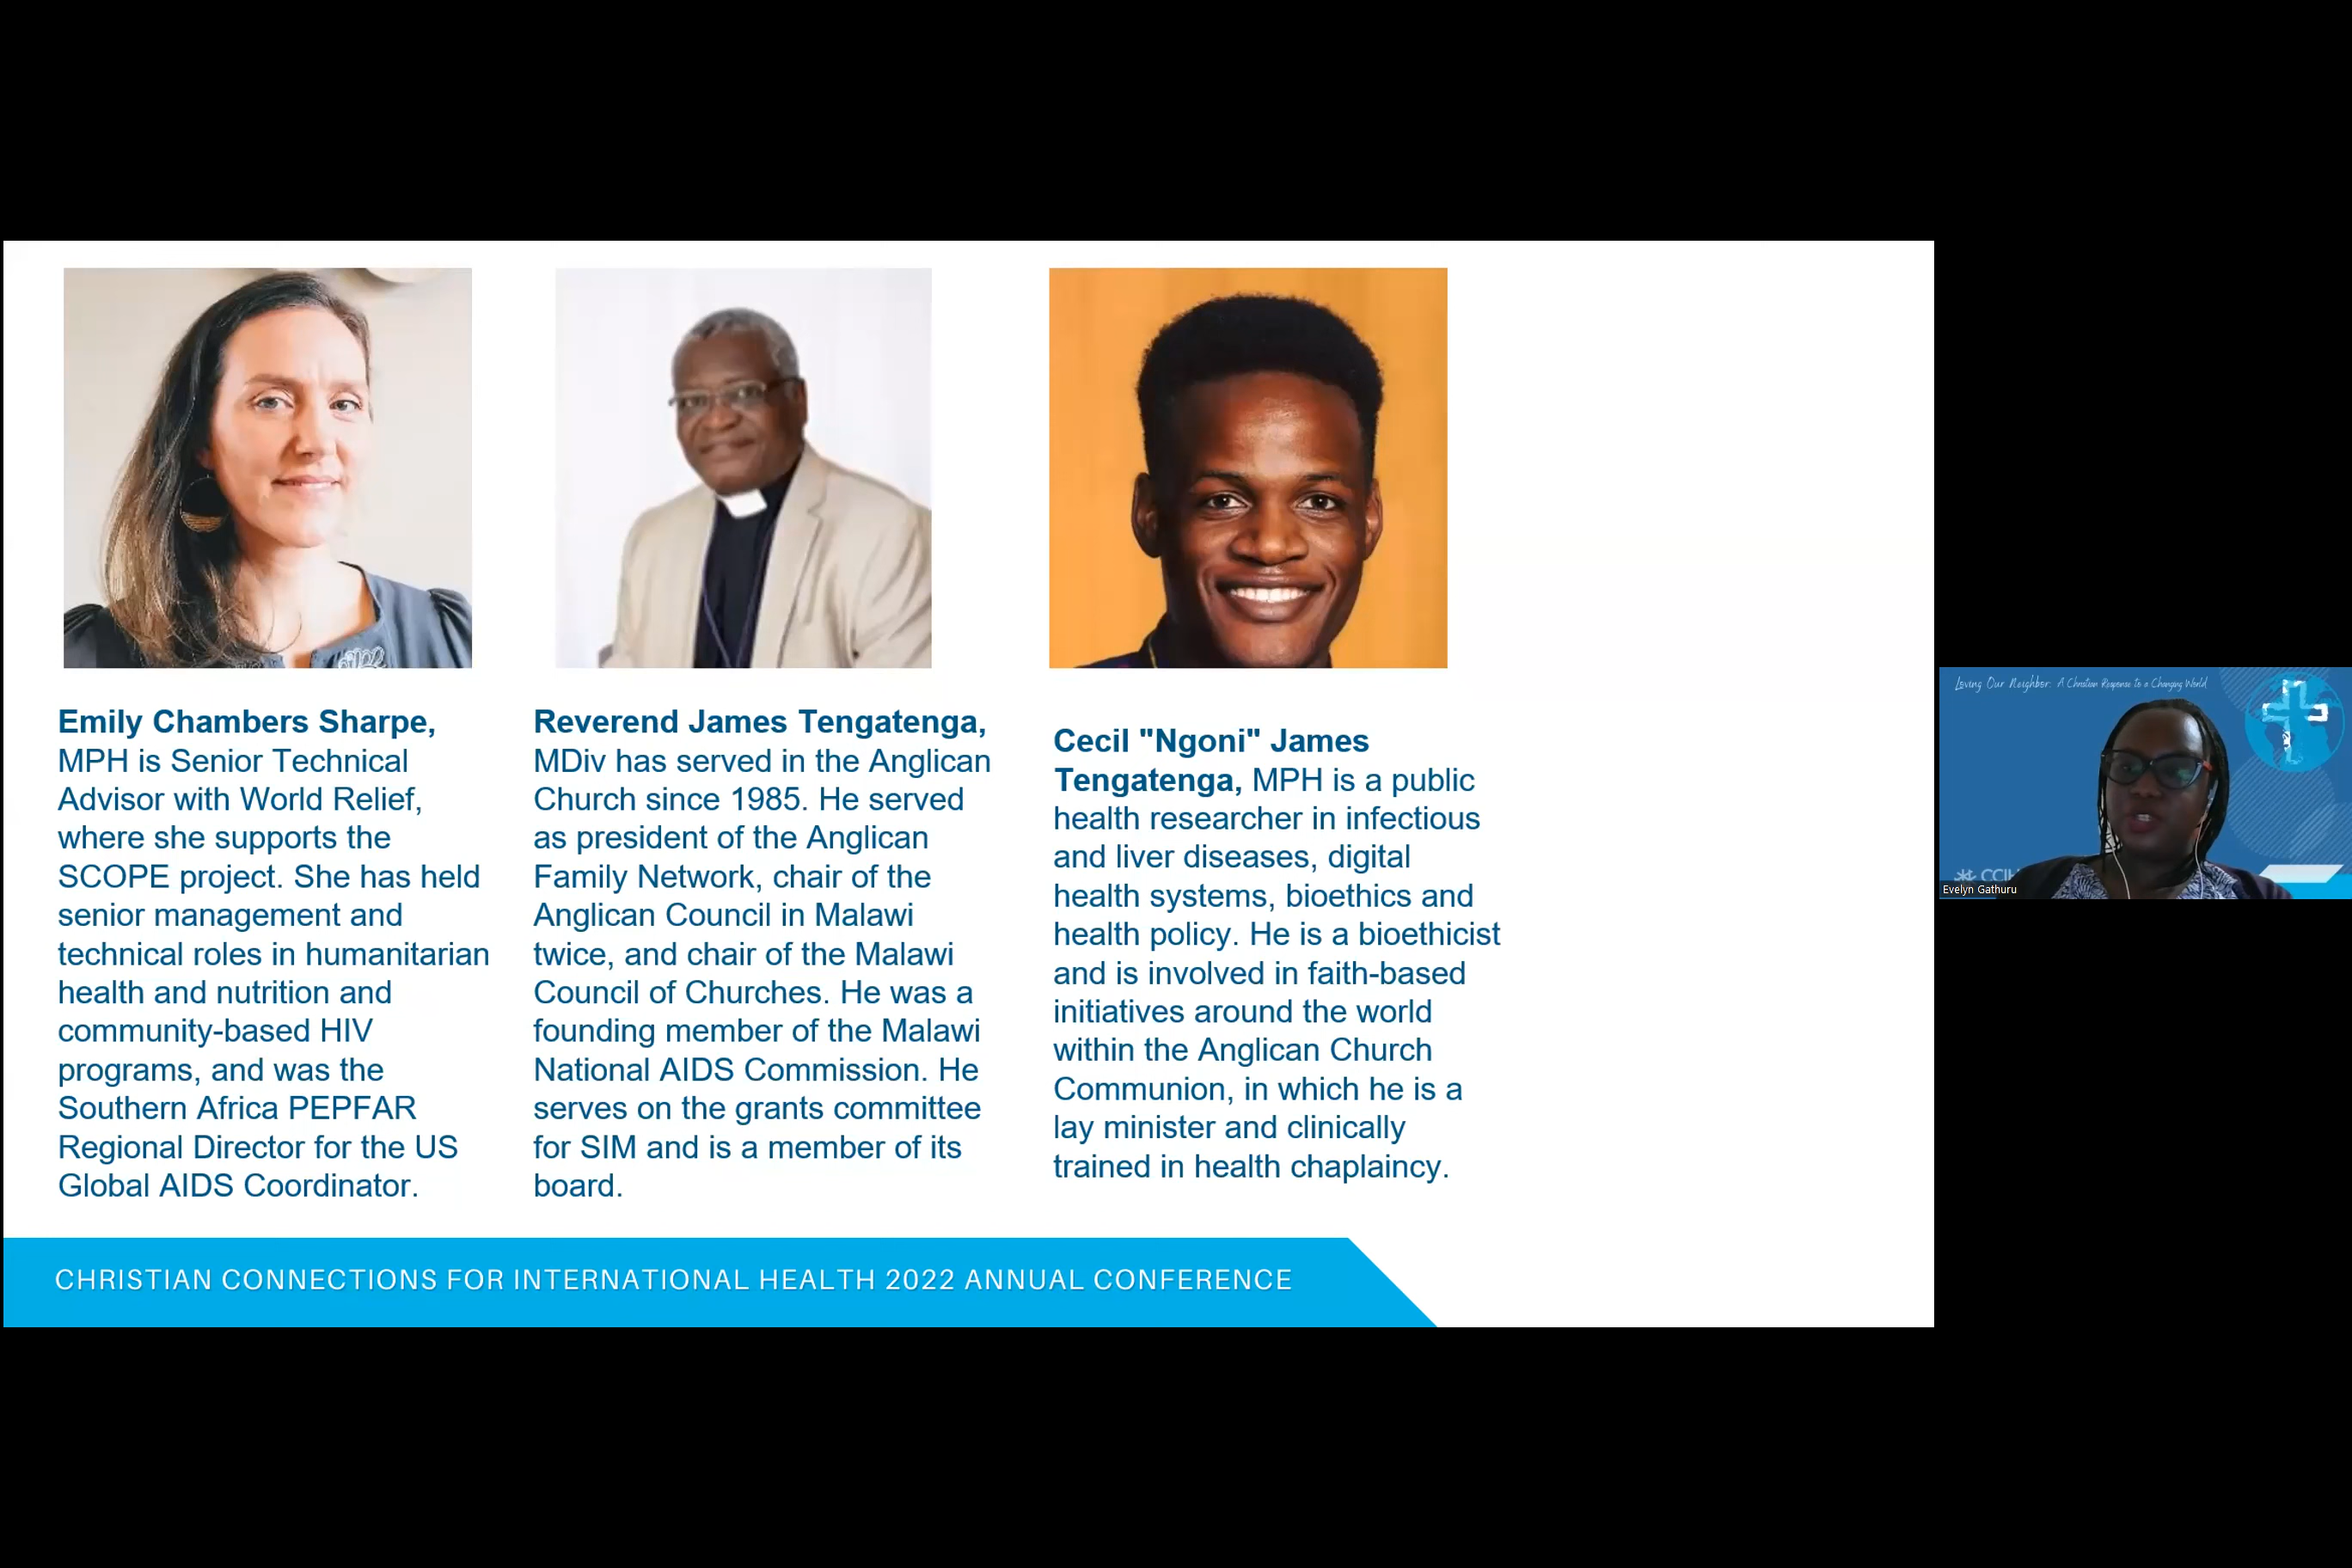 Emily Chambers Sharpe,
MPH is Senior Technical
Advisor with World Relief,
where she supports the
SCOPE project. She has held
senior management and
technical roles in humanitarian
health and nutrition and
community-based HIV
programs, and was the
Southern Africa PEPFAR
Regional Director for the US
Global AIDS Coordinator.
Reverend James Tengatenga,
MDiv has served in the Anglican
Church since 1985. He served
as president of the Anglican
Family Network, chair of the
Anglican Council in Malawi
twice, and chair of the Malawi
Council of Churches. He was a
founding member of the Malawi
National AIDS Commission. He
serves on the grants committee
for SIM and is a member of its
board.
Cecil "Ngoni" James
Tengatenga, MPH is a public
health researcher in infectious
and liver diseases, digital
health systems, bioethics and
health policy. He is a bioethicist
and is involved in faith-based
initiatives around the world
within the Anglican Church
Communion, in which he is a
lay minister and clinically
trained in health chaplaincy.
CHRISTIAN CONNECTIONS FOR INTERNATIONAL HEALTH 2022 ANNUAL CONFERENCE
Loving Our Neighbor: A Christian Response to a Changing World
Evelyn Gathuru